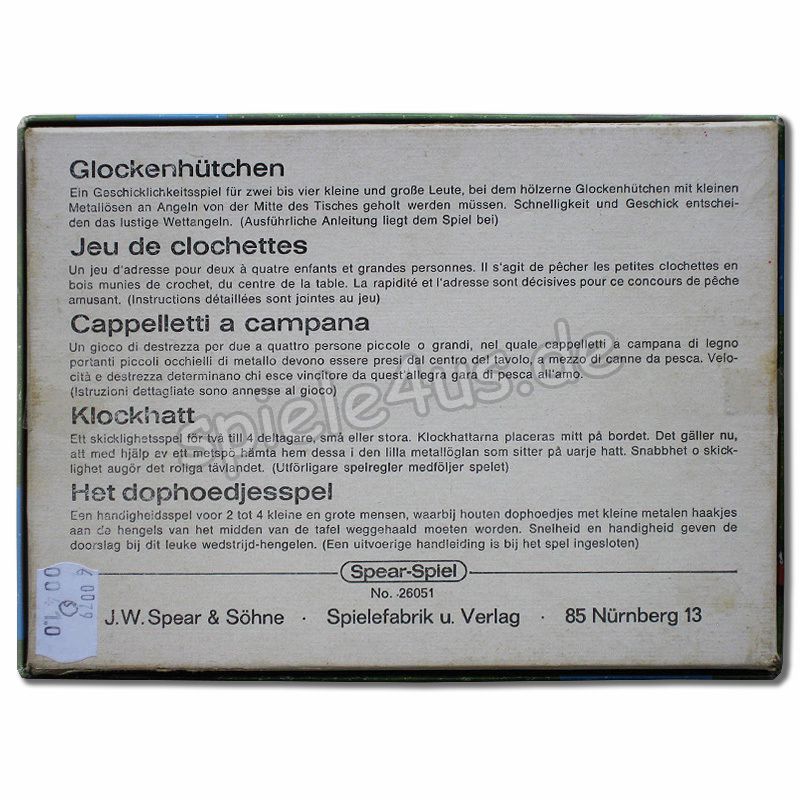 Glockenhütchen
Ein Geschicklichkeitsspiel für zwei bis vier kleine und große Leute, bei dem hölzerne Glockenhütchen mit kleinen
Metallösen an Angeln von der Mitte des Tisches geholt werden müssen. Schnelligkeit und Geschick entschei-
den das lustige Wettangeln. (Ausführliche Anleitung liegt dem Spiel bei)
Jeu de clochettes
Un jeu d'adresse pour deux à quatre enfants et grandes personnes. Il s'agit de pêcher les petites clochettes en
bois munies de crochet, du centre de la table. La rapidité et l'adresse sont décisives pour ce concours de pêche
amusant. (Instructions détaillées sont jointes au jeu)
Cappelletti a campana
Un gioco di destrezza per due a quattro persone piccole o grandi, nel quale cappelletti a campana di legno
portanti piccoli occhielli di metallo devono essere presi dal centro del tavolo, a mezzo di canne da pesca. Velo-
cità e destrezza determinano chi esce vincitore da quest'allegra gara di pesca all'amo.
(Istruzioni dettagliate sono annesse al gioco)
Klockhatt
Ett skicklighetsspel för två till 4 deltagare, små eller stora. Klockhattarna placeras mitt på bordet. Det gäller nu,
att med hjälp av ett metspö hämta hem dessa i den lilla metallöglan som sitter på uarje hatt. Snabbhet o skick-
lighet augör det roliga tävlandet. (Utförligare spelregler medföljer spelet)
Het dophoedjesspel
Een handigheidsspel voor 2 tot 4 kleine en grote mensen, waarbij houten dophoedjes met kleine metalen haakjes
aan de hengels van het midden van de tafel weggehaald moeten worden. Snelheid en handigheid geven de
doorslag bij dit leuke wedstrijd-hengelen. (Een uitvoerige handleiding is bij het spel ingesloten)
Spear-Spiel
No. 26051
J.W. Spear & Söhne · Spielefabrik u. Verlag · 85 Nürnberg 13
spiele4us.de